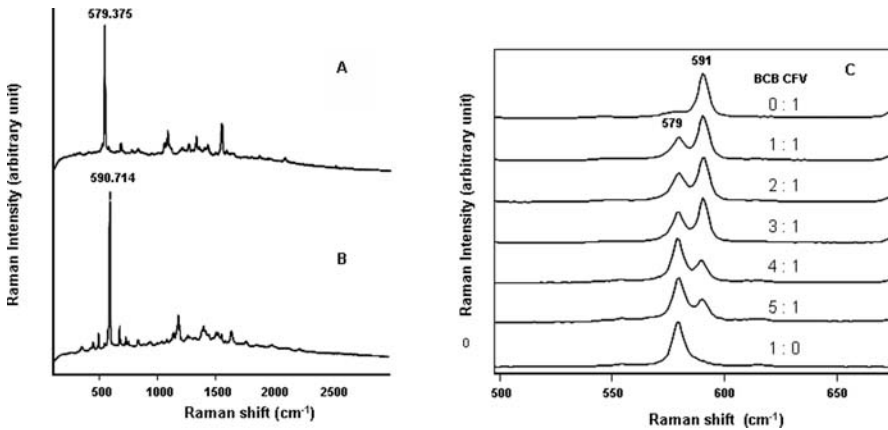 579.375
A
590.714
B
Raman Intensity (arbitrary unit)
500
1000
1500
2000
2500
Raman shift (cm⁻¹)
C
591
BCB CFV
0 : 1
579
1 : 1
2 : 1
3 : 1
4 : 1
5 : 1
1 : 0
Raman Intensity (arbitrary unit)
0
500
550
600
650
Raman shift (cm⁻¹)